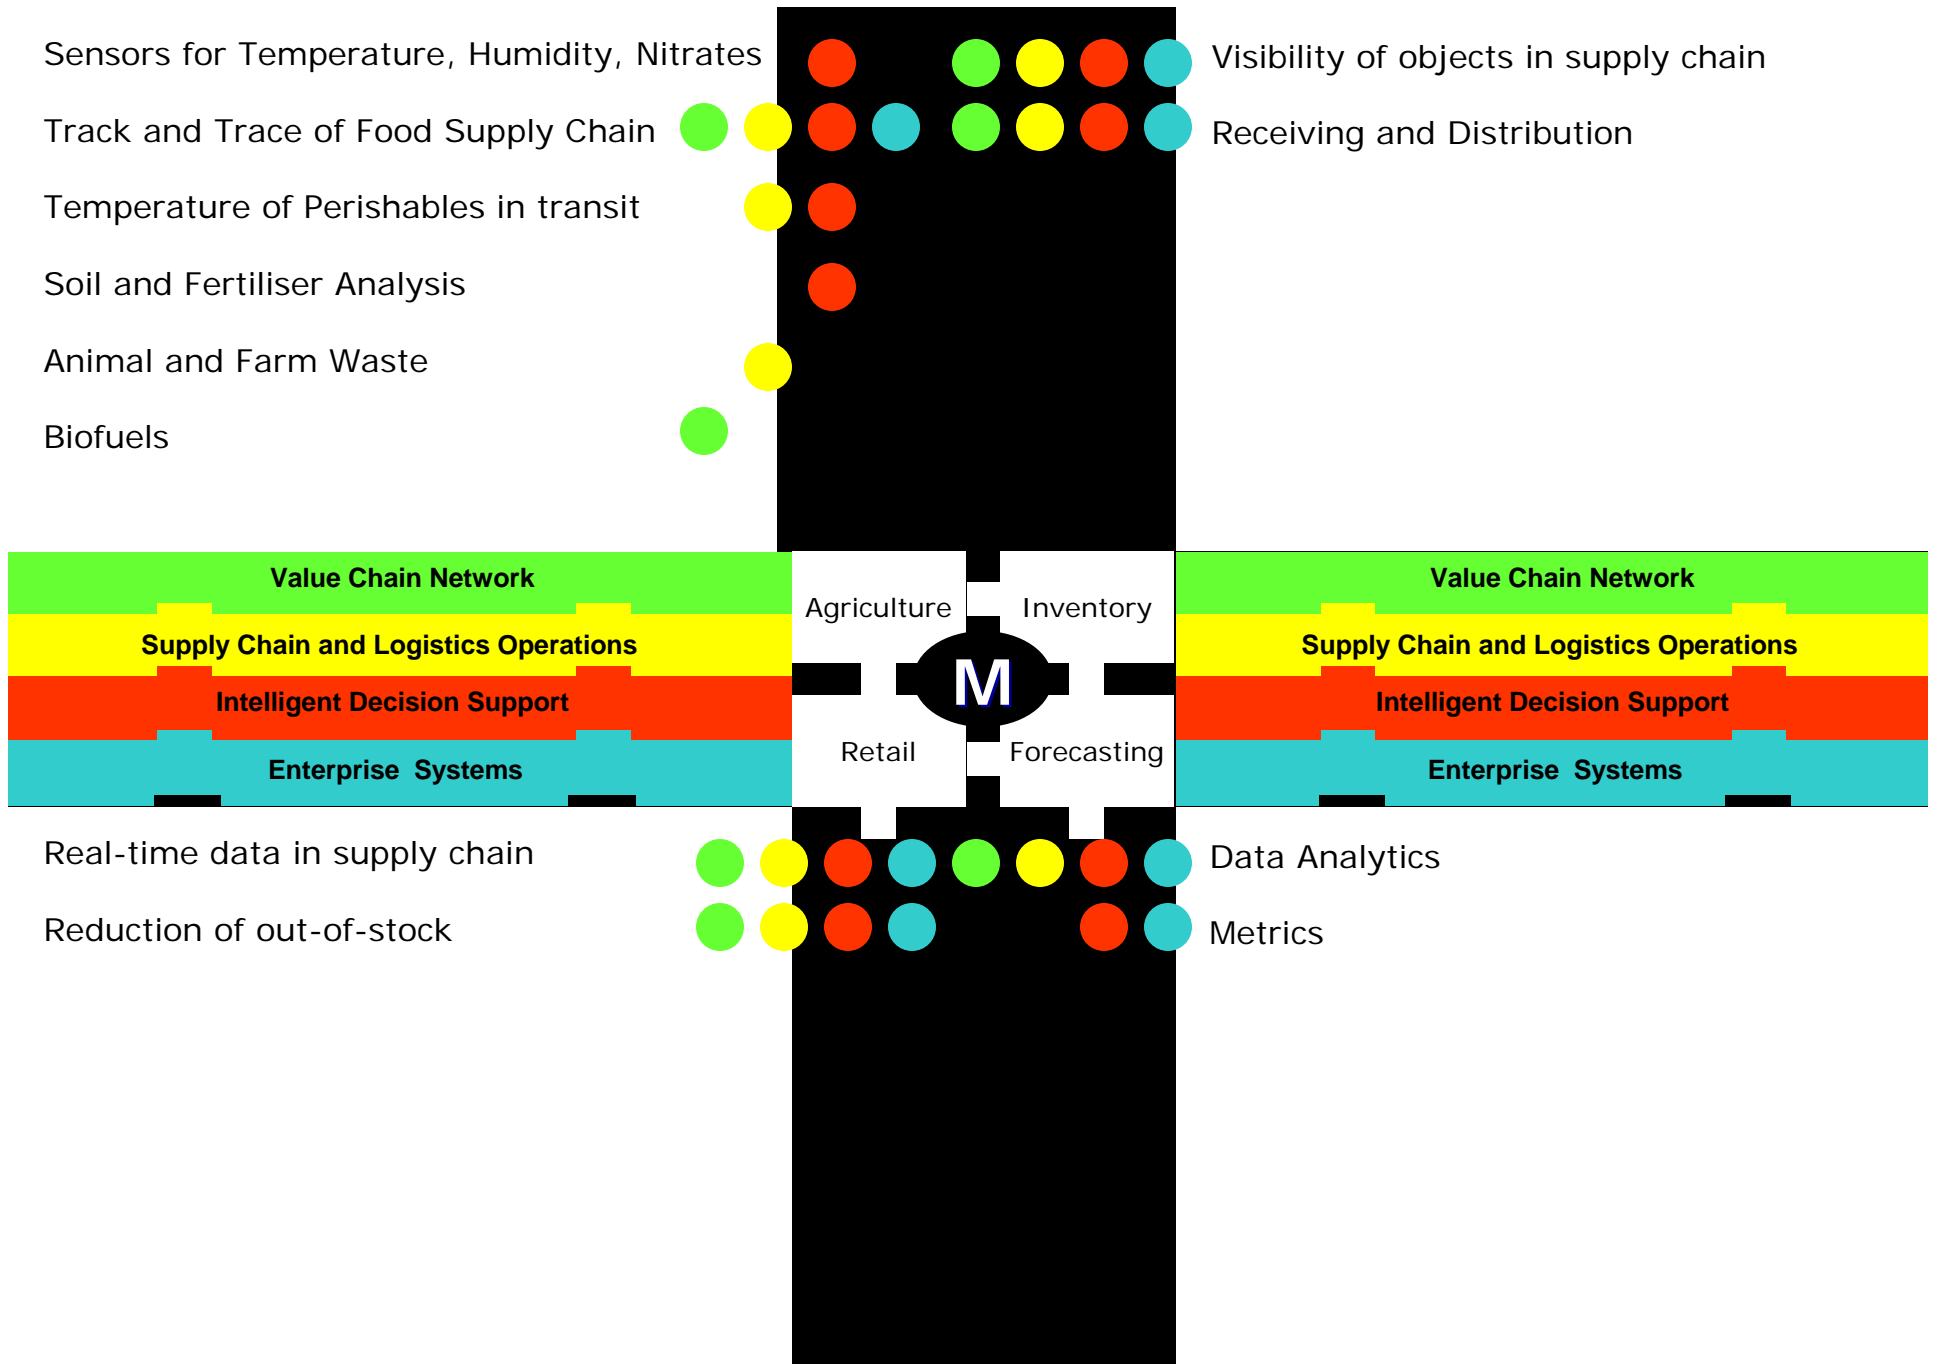 Sensors for Temperature, Humidity, Nitrates
Visibility of objects in supply chain
Track and Trace of Food Supply Chain
Receiving and Distribution
Temperature of Perishables in transit
Soil and Fertiliser Analysis
Animal and Farm Waste
Biofuels
Value Chain Network
Supply Chain and Logistics Operations
Intelligent Decision Support
Enterprise Systems
Agriculture
Inventory
M
Retail
Forecasting
Value Chain Network
Supply Chain and Logistics Operations
Intelligent Decision Support
Enterprise Systems
Real-time data in supply chain
Data Analytics
Reduction of out-of-stock
Metrics